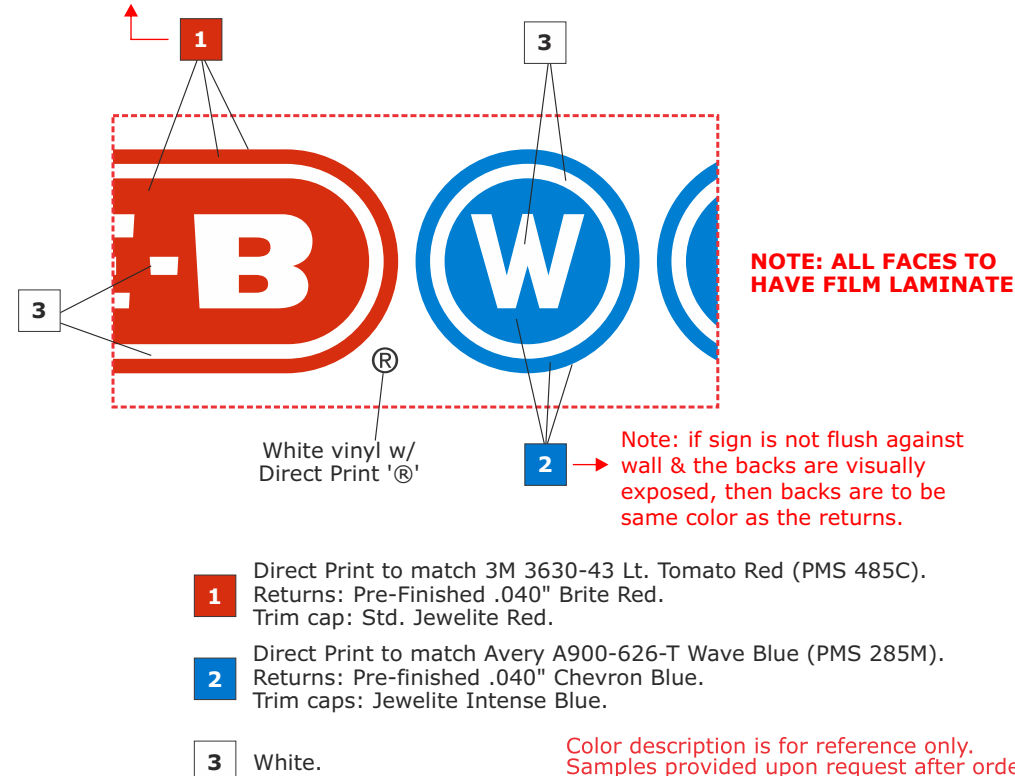 1
3
E-B
W
NOTE: ALL FACES TO
HAVE FILM LAMINATE
3
®
White vinyl w/
Direct Print '®'
2
Note: if sign is not flush against
wall & the backs are visually
exposed, then backs are to be
same color as the returns.
1
Direct Print to match 3M 3630-43 Lt. Tomato Red (PMS 485C).
Returns: Pre-Finished .040" Brite Red.
Trim cap: Std. Jewelite Red.
2
Direct Print to match Avery A900-626-T Wave Blue (PMS 285M).
Returns: Pre-finished .040" Chevron Blue.
Trim caps: Jewelite Intense Blue.
3
White.
Color description is for reference only.
Samples provided upon request after